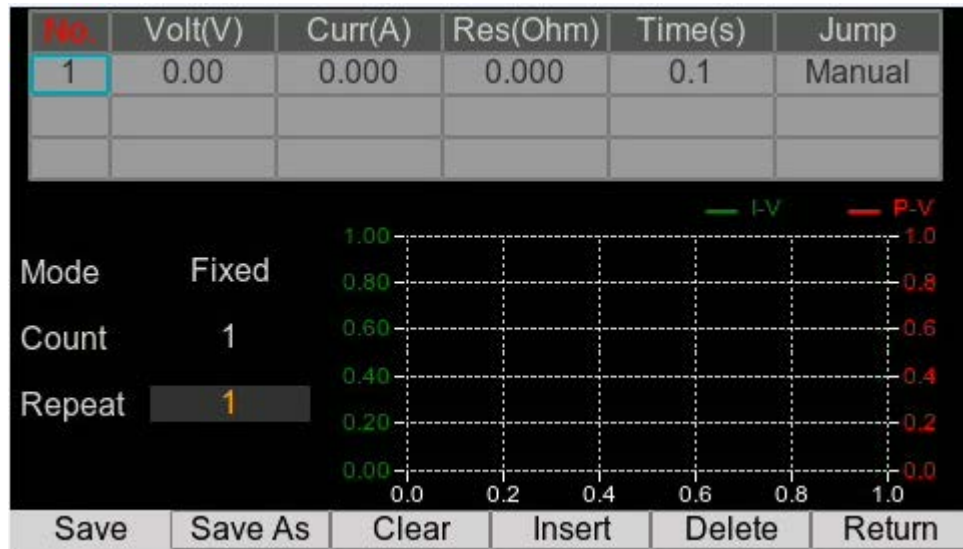 No. Volt(V) Curr(A) Res(Ohm) Time(s) Jump
1 0.00 0.000 0.000 0.1 Manual
I-V P-V
1.00 1.0
Mode Fixed 0.80 0.8
Count 1 0.60 0.6
0.40 0.4
Repeat 1 0.20 0.2
0.00 0.0
0.0 0.2 0.4 0.6 0.8 1.0
Save Save As Clear Insert Delete Return